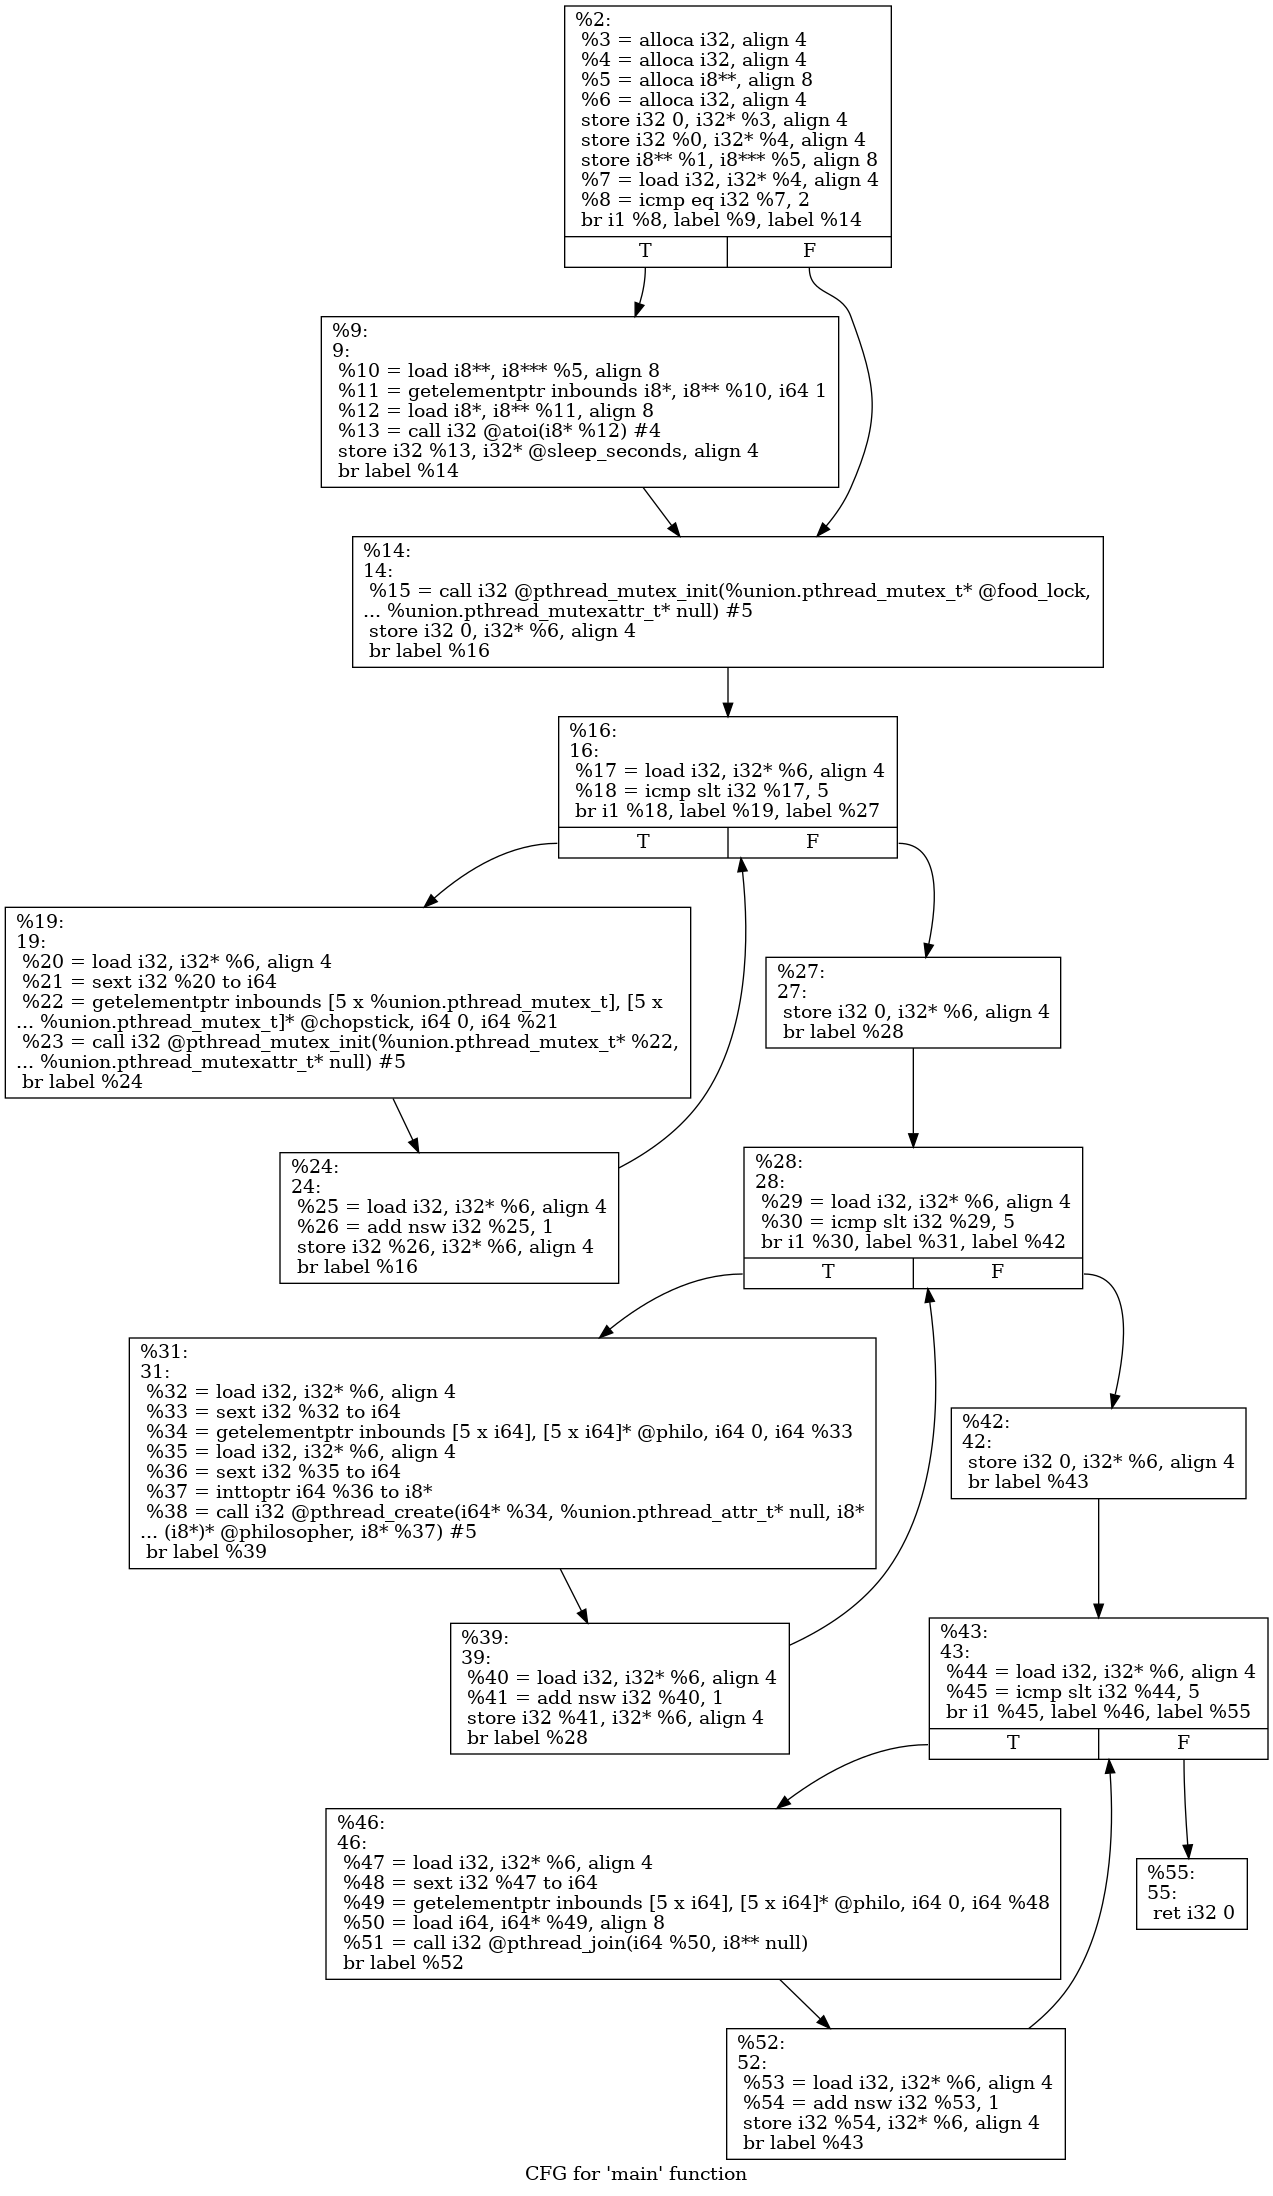 %2:
%3 = alloca i32, align 4
%4 = alloca i32, align 4
%5 = alloca i8**, align 8
%6 = alloca i32, align 4
store i32 0, i32* %3, align 4
store i32 %0, i32* %4, align 4
store i8** %1, i8*** %5, align 8
%7 = load i32, i32* %4, align 4
%8 = icmp eq i32 %7, 2
br i1 %8, label %9, label %14
T F
%9:
9:
%10 = load i8**, i8*** %5, align 8
%11 = getelementptr inbounds i8*, i8** %10, i64 1
%12 = load i8*, i8** %11, align 8
%13 = call i32 @atoi(i8* %12) #4
store i32 %13, i32* @sleep_seconds, align 4
br label %14
%14:
14:
%15 = call i32 @pthread_mutex_init(%union.pthread_mutex_t* @food_lock,
... %union.pthread_mutexattr_t* null) #5
store i32 0, i32* %6, align 4
br label %16
%16:
16:
%17 = load i32, i32* %6, align 4
%18 = icmp slt i32 %17, 5
br i1 %18, label %19, label %27
T F
%19:
19:
%20 = load i32, i32* %6, align 4
%21 = sext i32 %20 to i64
%22 = getelementptr inbounds [5 x %union.pthread_mutex_t], [5 x
... %union.pthread_mutex_t]* @chopstick, i64 0, i64 %21
%23 = call i32 @pthread_mutex_init(%union.pthread_mutex_t* %22,
... %union.pthread_mutexattr_t* null) #5
br label %24
%27:
27:
store i32 0, i32* %6, align 4
br label %28
%24:
24:
%25 = load i32, i32* %6, align 4
%26 = add nsw i32 %25, 1
store i32 %26, i32* %6, align 4
br label %16
%28:
28:
%29 = load i32, i32* %6, align 4
%30 = icmp slt i32 %29, 5
br i1 %30, label %31, label %42
T F
%31:
31:
%32 = load i32, i32* %6, align 4
%33 = sext i32 %32 to i64
%34 = getelementptr inbounds [5 x i64], [5 x i64]* @philo, i64 0, i64 %33
%35 = load i32, i32* %6, align 4
%36 = sext i32 %35 to i64
%37 = inttoptr i64 %36 to i8*
%38 = call i32 @pthread_create(i64* %34, %union.pthread_attr_t* null, i8*
... (i8*)* @philosopher, i8* %37) #5
br label %39
%42:
42:
store i32 0, i32* %6, align 4
br label %43
%39:
39:
%40 = load i32, i32* %6, align 4
%41 = add nsw i32 %40, 1
store i32 %41, i32* %6, align 4
br label %28
%43:
43:
%44 = load i32, i32* %6, align 4
%45 = icmp slt i32 %44, 5
br i1 %45, label %46, label %55
T F
%46:
46:
%47 = load i32, i32* %6, align 4
%48 = sext i32 %47 to i64
%49 = getelementptr inbounds [5 x i64], [5 x i64]* @philo, i64 0, i64 %48
%50 = load i64, i64* %49, align 8
%51 = call i32 @pthread_join(i64 %50, i8** null)
br label %52
%55:
55:
ret i32 0
%52:
52:
%53 = load i32, i32* %6, align 4
%54 = add nsw i32 %53, 1
store i32 %54, i32* %6, align 4
br label %43
CFG for 'main' function